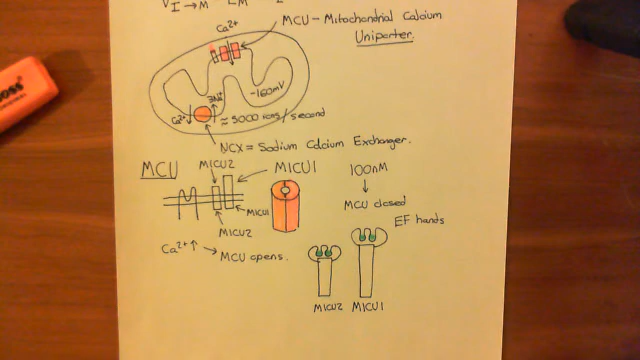 V I → M
Ca²⁺
MCU - Mitochondrial Calcium
Uniporter.
3Na⁺
-160mV
Ca²⁺
≈ 5000 ions / second
NCX = Sodium Calcium Exchanger.
MCU
MICU2
MICU1
100nM
MICU1
MICU2
MCU closed
EF hands
Ca²⁺↑ → MCU opens.
MICU2 MICU1